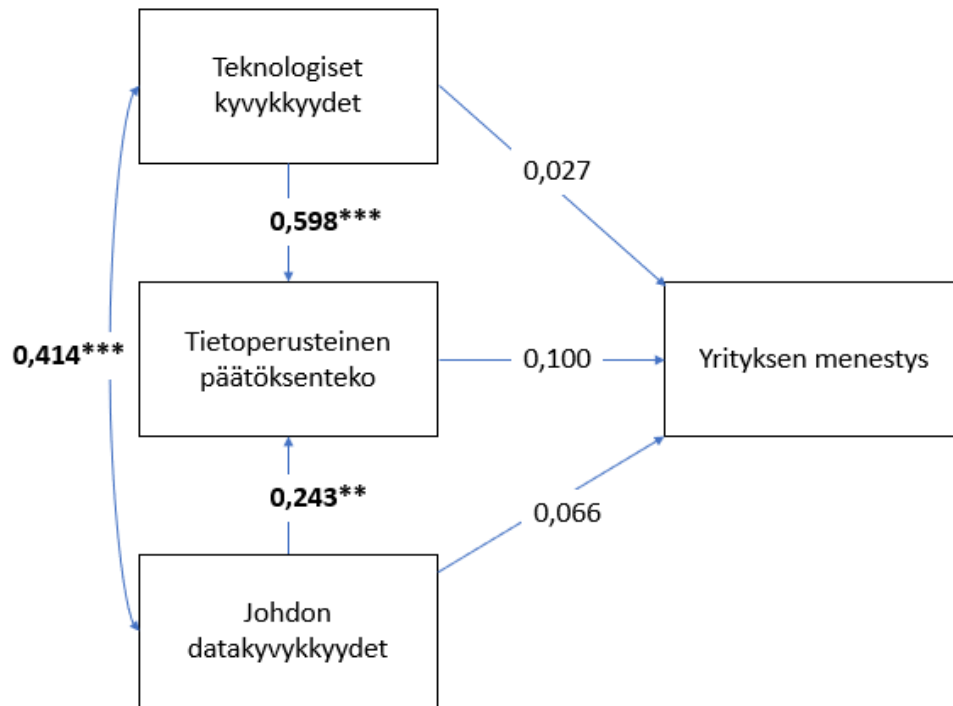 Teknologiset
kyvykkyydet
0,027
0,598***
0,414***
Tietoperusteinen
päätöksenteko
0,100
Yrityksen menestys
0,243**
0,066
Johdon
datakyvykkyydet